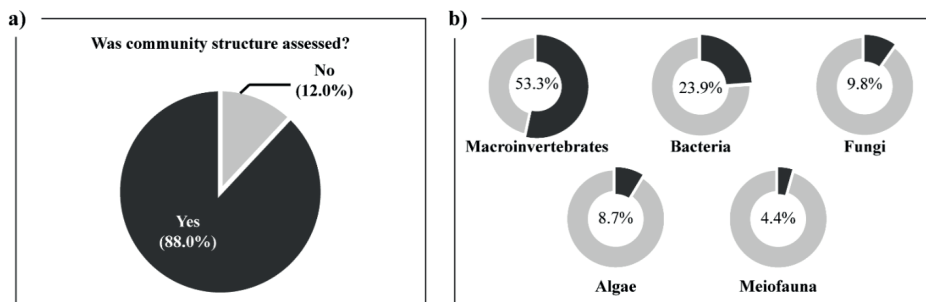 a)
Was community structure assessed?
No
(12.0%)
Yes
(88.0%)
b)
53.3%
Macroinvertebrates
23.9%
Bacteria
9.8%
Fungi
8.7%
Algae
4.4%
Meiofauna